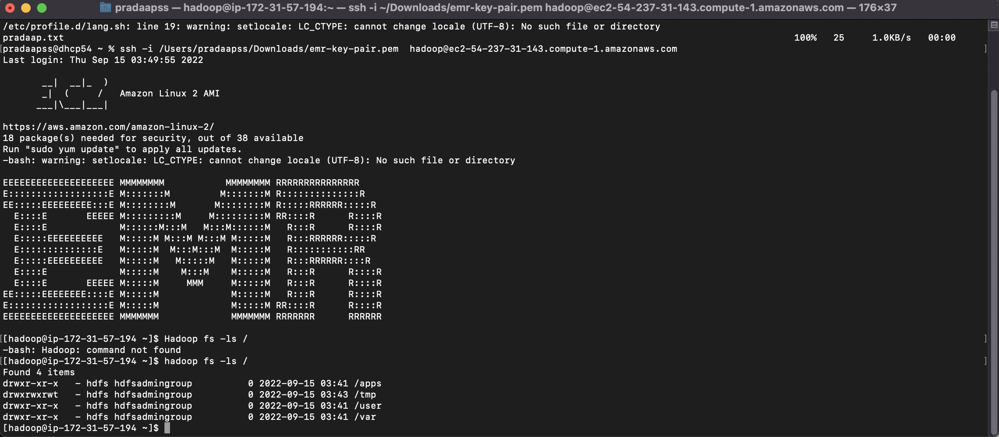 pradaapss — hadoop@ip-172-31-57-194:~ — ssh -i ~/Downloads/emr-key-pair.pem hadoop@ec2-54-237-31-143.compute-1.amazonaws.com — 176×37
/etc/profile.d/lang.sh: line 19: warning: setlocale: LC_CTYPE: cannot change locale (UTF-8): No such file or directory
pradaap.txt 100% 25 1.0KB/s 00:00
[pradaapss@dhcp54 ~ % ssh -i /Users/pradaapss/Downloads/emr-key-pair.pem  hadoop@ec2-54-237-31-143.compute-1.amazonaws.com ]
Last login: Thu Sep 15 03:49:55 2022

       __|  __|_  )
       _|  (     /   Amazon Linux 2 AMI
      ___|\___|___|

https://aws.amazon.com/amazon-linux-2/
18 package(s) needed for security, out of 38 available
Run "sudo yum update" to apply all updates.
-bash: warning: setlocale: LC_CTYPE: cannot change locale (UTF-8): No such file or directory

EEEEEEEEEEEEEEEEEEEE MMMMMMMM           MMMMMMMM RRRRRRRRRRRRRRR
E::::::::::::::::::E M:::::::M         M:::::::M R::::::::::::::R
EE:::::EEEEEEEEE:::E M::::::::M       M::::::::M R:::::RRRRRR:::::R
  E::::E       EEEEE M:::::::::M     M:::::::::M RR::::R      R::::R
  E::::E             M::::::M:::M   M:::M::::::M   R:::R      R::::R
  E:::::EEEEEEEEEE   M:::::M M:::M M:::M M:::::M   R:::RRRRRR:::::R
  E::::::::::::::E   M:::::M  M:::M:::M  M:::::M   R:::::::::::RR
  E:::::EEEEEEEEEE   M:::::M   M:::::M   M:::::M   R:::RRRRRR::::R
  E::::E             M:::::M    M:::M    M:::::M   R:::R      R::::R
  E::::E       EEEEE M:::::M     MMM     M:::::M   R:::R      R::::R
EE:::::EEEEEEEE::::E M:::::M             M:::::M   R:::R      R::::R
E::::::::::::::::::E M:::::M             M:::::M RR::::R      R::::R
EEEEEEEEEEEEEEEEEEEE MMMMMMM             MMMMMMM RRRRRRR      RRRRRR

[[hadoop@ip-172-31-57-194 ~]$ Hadoop fs -ls / ]
-bash: Hadoop: command not found
[[hadoop@ip-172-31-57-194 ~]$ hadoop fs -ls / ]
Found 4 items
drwxr-xr-x   - hdfs hdfsadmingroup          0 2022-09-15 03:41 /apps
drwxrwxrwt   - hdfs hdfsadmingroup          0 2022-09-15 03:43 /tmp
drwxr-xr-x   - hdfs hdfsadmingroup          0 2022-09-15 03:41 /user
drwxr-xr-x   - hdfs hdfsadmingroup          0 2022-09-15 03:41 /var
[hadoop@ip-172-31-57-194 ~]$